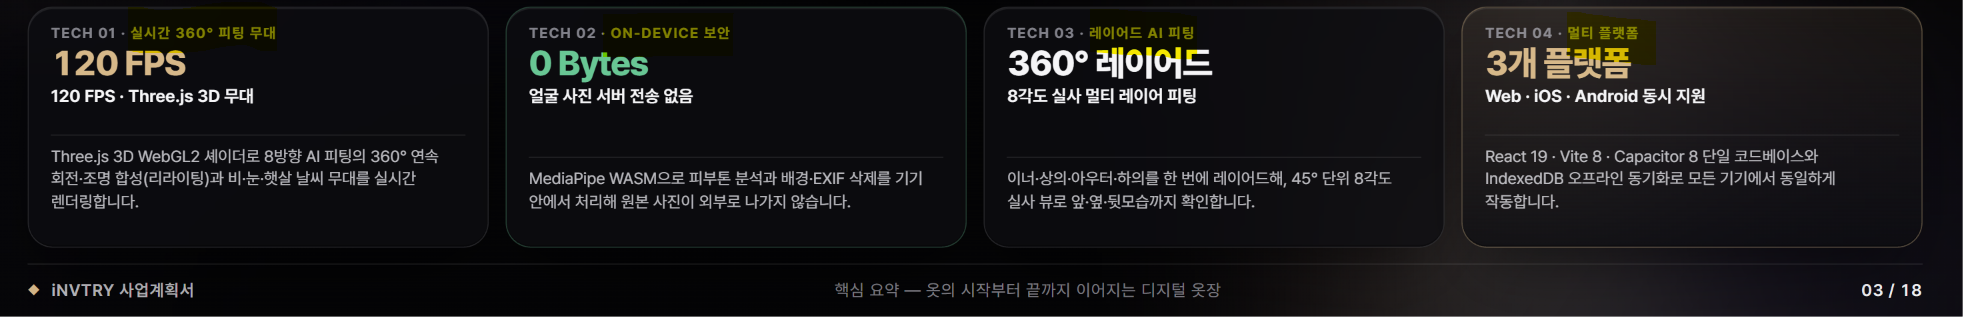 TECH 01 · 실시간 360° 피팅 무대
120 FPS
120 FPS · Three.js 3D 무대
Three.js 3D WebGL2 셰이더로 8방향 AI 피팅의 360° 연속
회전·조명 합성(리라이팅)과 비·눈·햇살 날씨 무대를 실시간
렌더링합니다.
TECH 02 · ON-DEVICE 보안
0 Bytes
얼굴 사진 서버 전송 없음
MediaPipe WASM으로 피부톤 분석과 배경·EXIF 삭제를 기기
안에서 처리해 원본 사진이 외부로 나가지 않습니다.
TECH 03 · 레이어드 AI 피팅
360° 레이어드
8각도 실사 멀티 레이어 피팅
이너·상의·아우터·하의를 한 번에 레이어드해, 45° 단위 8각도
실사 뷰로 앞·옆·뒷모습까지 확인합니다.
TECH 04 · 멀티 플랫폼
3개 플랫폼
Web · iOS · Android 동시 지원
React 19 · Vite 8 · Capacitor 8 단일 코드베이스와
IndexedDB 오프라인 동기화로 모든 기기에서 동일하게
작동합니다.
◆ iNVTRY 사업계획서
핵심 요약 — 옷의 시작부터 끝까지 이어지는 디지털 옷장
03 / 18